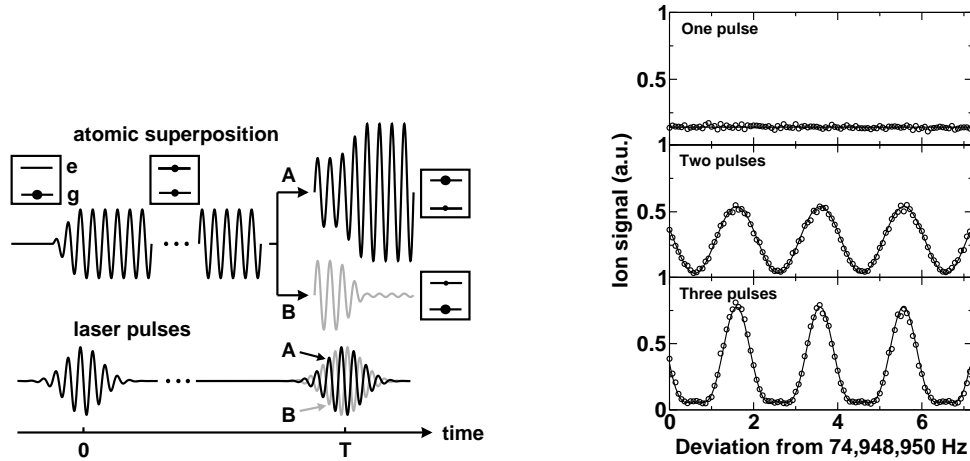 atomic superposition
e
g
A
B
laser pulses
A
B
0
T
time
Ion signal (a.u.)
1
0.5
One pulse
1
0.5
Two pulses
1
0.5
0
Three pulses
0
2
4
6
Deviation from 74,948,950 Hz